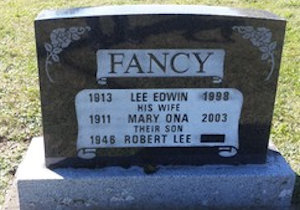 FANCY
1913 LEE EDWIN 1998
HIS WIFE
1911 MARY ONA 2003
THEIR SON
1946 ROBERT LEE